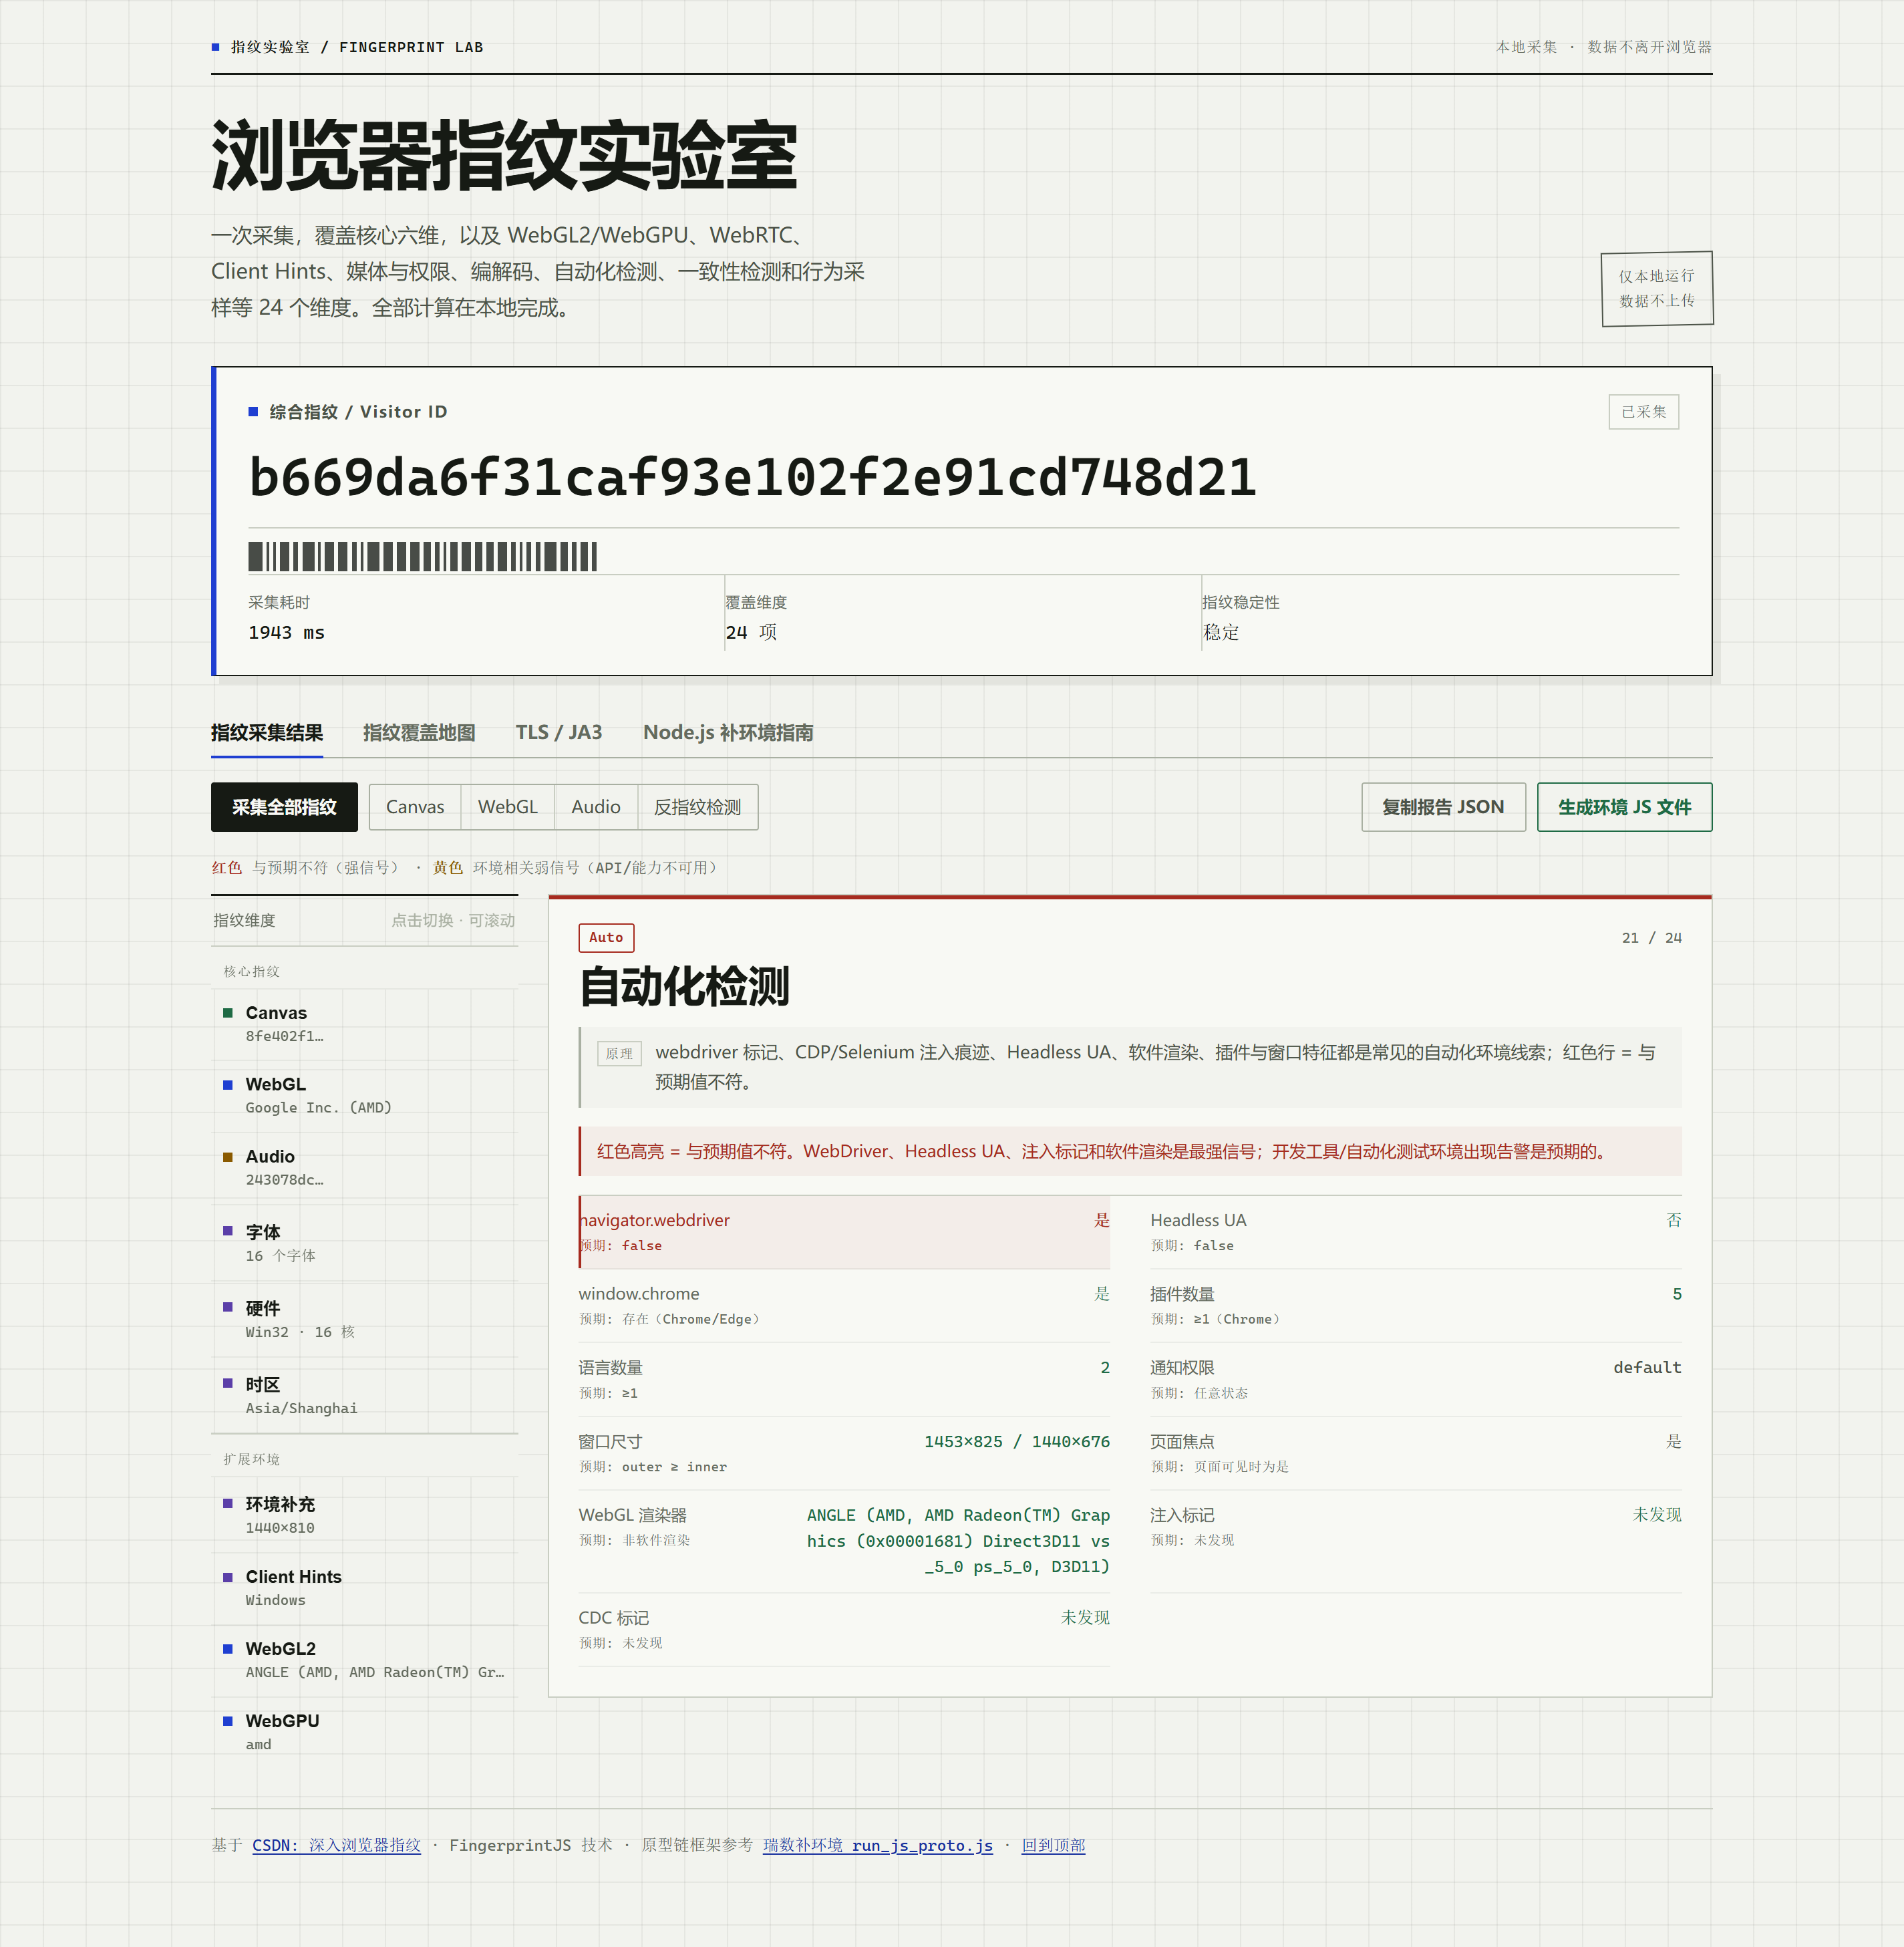 指纹实验室 / FINGERPRINT LAB
本地采集 · 数据不离开浏览器
浏览器指纹实验室
一次采集，覆盖核心六维，以及 WebGL2/WebGPU、WebRTC、
Client Hints、媒体与权限、编解码、自动化检测、一致性检测和行为采
样等 24 个维度。全部计算在本地完成。
仅本地运行
数据不上传
综合指纹 / Visitor ID
已采集
b669da6f31caf93e102f2e91cd748d21
采集耗时
1943 ms
覆盖维度
24 项
指纹稳定性
稳定
指纹采集结果
指纹覆盖地图
TLS / JA3
Node.js 补环境指南
采集全部指纹
Canvas
WebGL
Audio
反指纹检测
复制报告 JSON
生成环境 JS 文件
红色 与预期不符（强信号） · 黄色 环境相关弱信号（API/能力不可用）
指纹维度
点击切换 · 可滚动
核心指纹
Canvas
8fe402f1…
WebGL
Google Inc. (AMD)
Audio
243078dc…
字体
16 个字体
硬件
Win32 · 16 核
时区
Asia/Shanghai
扩展环境
环境补充
1440×810
Client Hints
Windows
WebGL2
ANGLE (AMD, AMD Radeon(TM) Gr…
WebGPU
amd
Auto
21 / 24
自动化检测
原理
webdriver 标记、CDP/Selenium 注入痕迹、Headless UA、软件渲染、插件与窗口特征都是常见的自动化环境线索；红色行 = 与
预期值不符。
红色高亮 = 与预期值不符。WebDriver、Headless UA、注入标记和软件渲染是最强信号；开发工具/自动化测试环境出现告警是预期的。
navigator.webdriver
是
预期: false
Headless UA
否
预期: false
window.chrome
是
预期: 存在（Chrome/Edge）
插件数量
5
预期: ≥1（Chrome）
语言数量
2
预期: ≥1
通知权限
default
预期: 任意状态
窗口尺寸
1453×825 / 1440×676
预期: outer ≥ inner
页面焦点
是
预期: 页面可见时为是
WebGL 渲染器
预期: 非软件渲染
ANGLE (AMD, AMD Radeon(TM) Grap
hics (0x00001681) Direct3D11 vs
_5_0 ps_5_0, D3D11)
注入标记
未发现
预期: 未发现
CDC 标记
未发现
预期: 未发现
基于 CSDN: 深入浏览器指纹 · FingerprintJS 技术 · 原型链框架参考 瑞数补环境 run_js_proto.js · 回到顶部